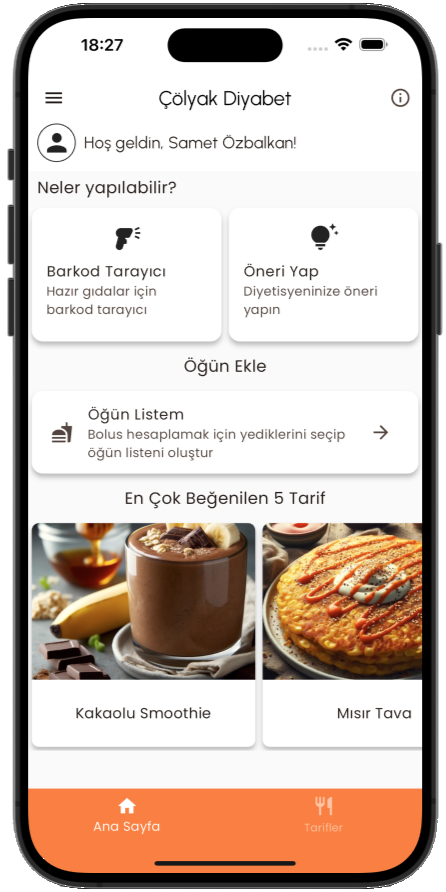 18:27
Çölyak Diyabet
Hoş geldin, Samet Özbalkan!
Neler yapılabilir?
Barkod Tarayıcı
Hazır gıdalar için
barkod tarayıcı
Öneri Yap
Diyetisyeninize öneri
yapın
Öğün Ekle
Öğün Listem
Bolus hesaplamak için yediklerini seçip
öğün listeni oluştur
En Çok Beğenilen 5 Tarif
Kakaolu Smoothie
Mısır Tava
Ana Sayfa
Tarifler